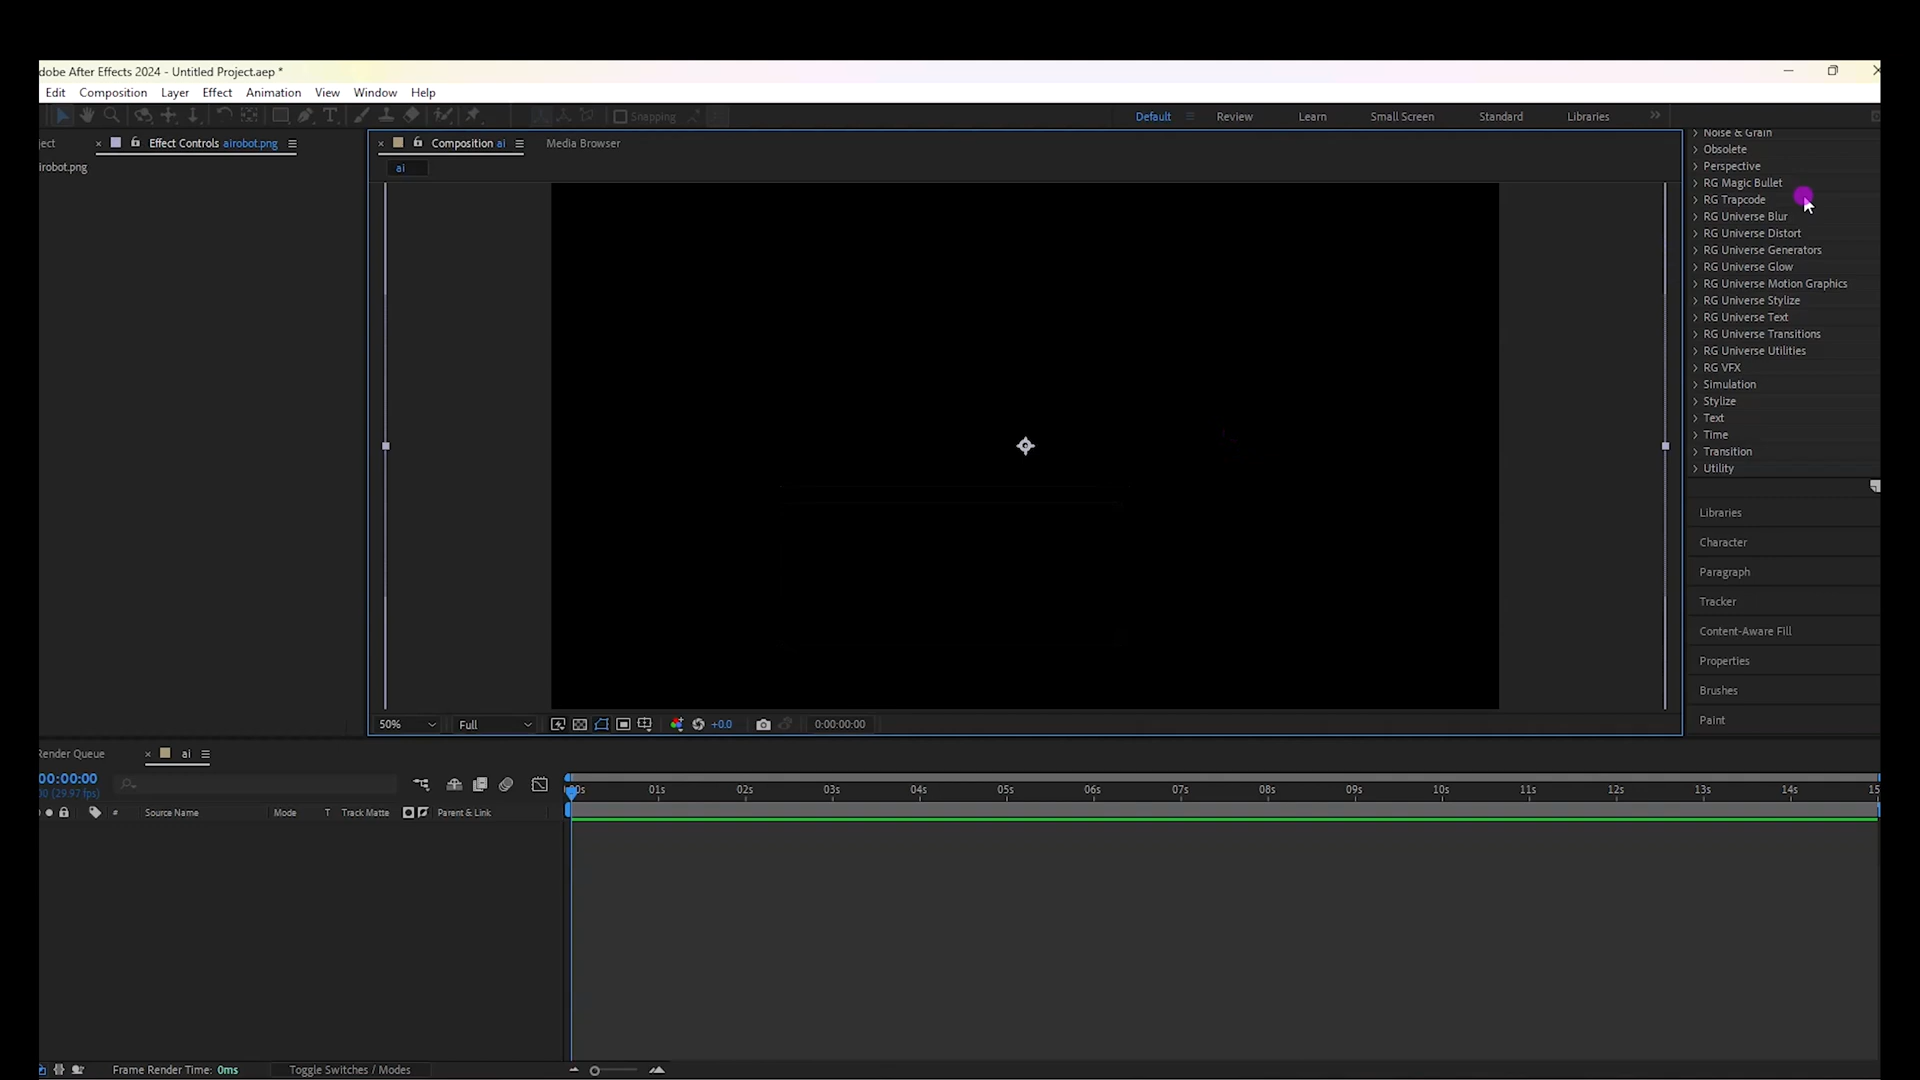 dobe After Effects 2024 - Untitled Project.aep *
Edit Composition Layer Effect Animation View Window Help
Snapping Default Review Learn Small Screen Standard Libraries
ject × Effect Controls airobot.png
× Composition ai Media Browser
irobot.png
ai
Noise & Grain
Obsolete
Perspective
RG Magic Bullet
RG Trapcode
RG Universe Blur
RG Universe Distort
RG Universe Generators
RG Universe Glow
RG Universe Motion Graphics
RG Universe Stylize
RG Universe Text
RG Universe Transitions
RG Universe Utilities
RG VFX
Simulation
Stylize
Text
Time
Transition
Utility
Libraries
Character
Paragraph
Tracker
Content-Aware Fill
Properties
Brushes
Paint
50% Full +0.0 0:00:00:00
Render Queue × ai
00:00:00
00 (29.97 fps)
00s 01s 02s 03s 04s 05s 06s 07s 08s 09s 10s 11s 12s 13s 14s 15
# Source Name Mode T Track Matte Parent & Link
Frame Render Time: 0ms Toggle Switches / Modes